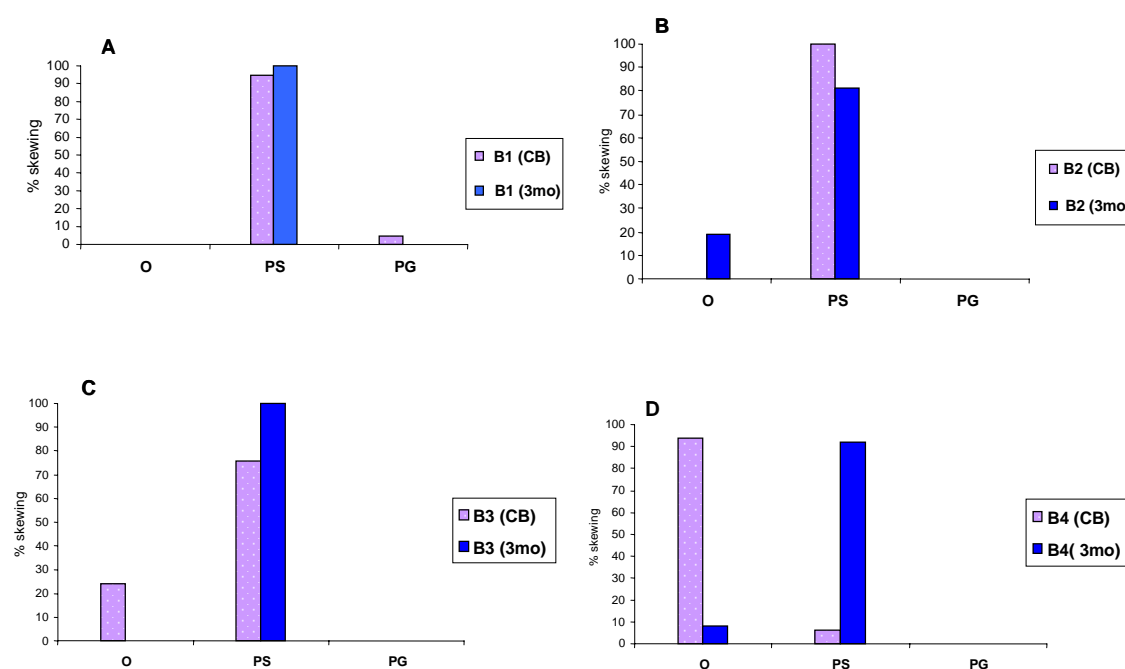 A
% skewing
100
90
80
70
60
50
40
30
20
10
0
O PS PG
B1 (CB)
B1 (3mo)
B
% skewing
100
90
80
70
60
50
40
30
20
10
0
O PS PG
B2 (CB)
B2 (3mo
C
% skewing
100
90
80
70
60
50
40
30
20
10
0
O PS PG
B3 (CB)
B3 (3mo)
D
% skewing
100
90
80
70
60
50
40
30
20
10
0
O PS PG
B4 (CB)
B4( 3mo)